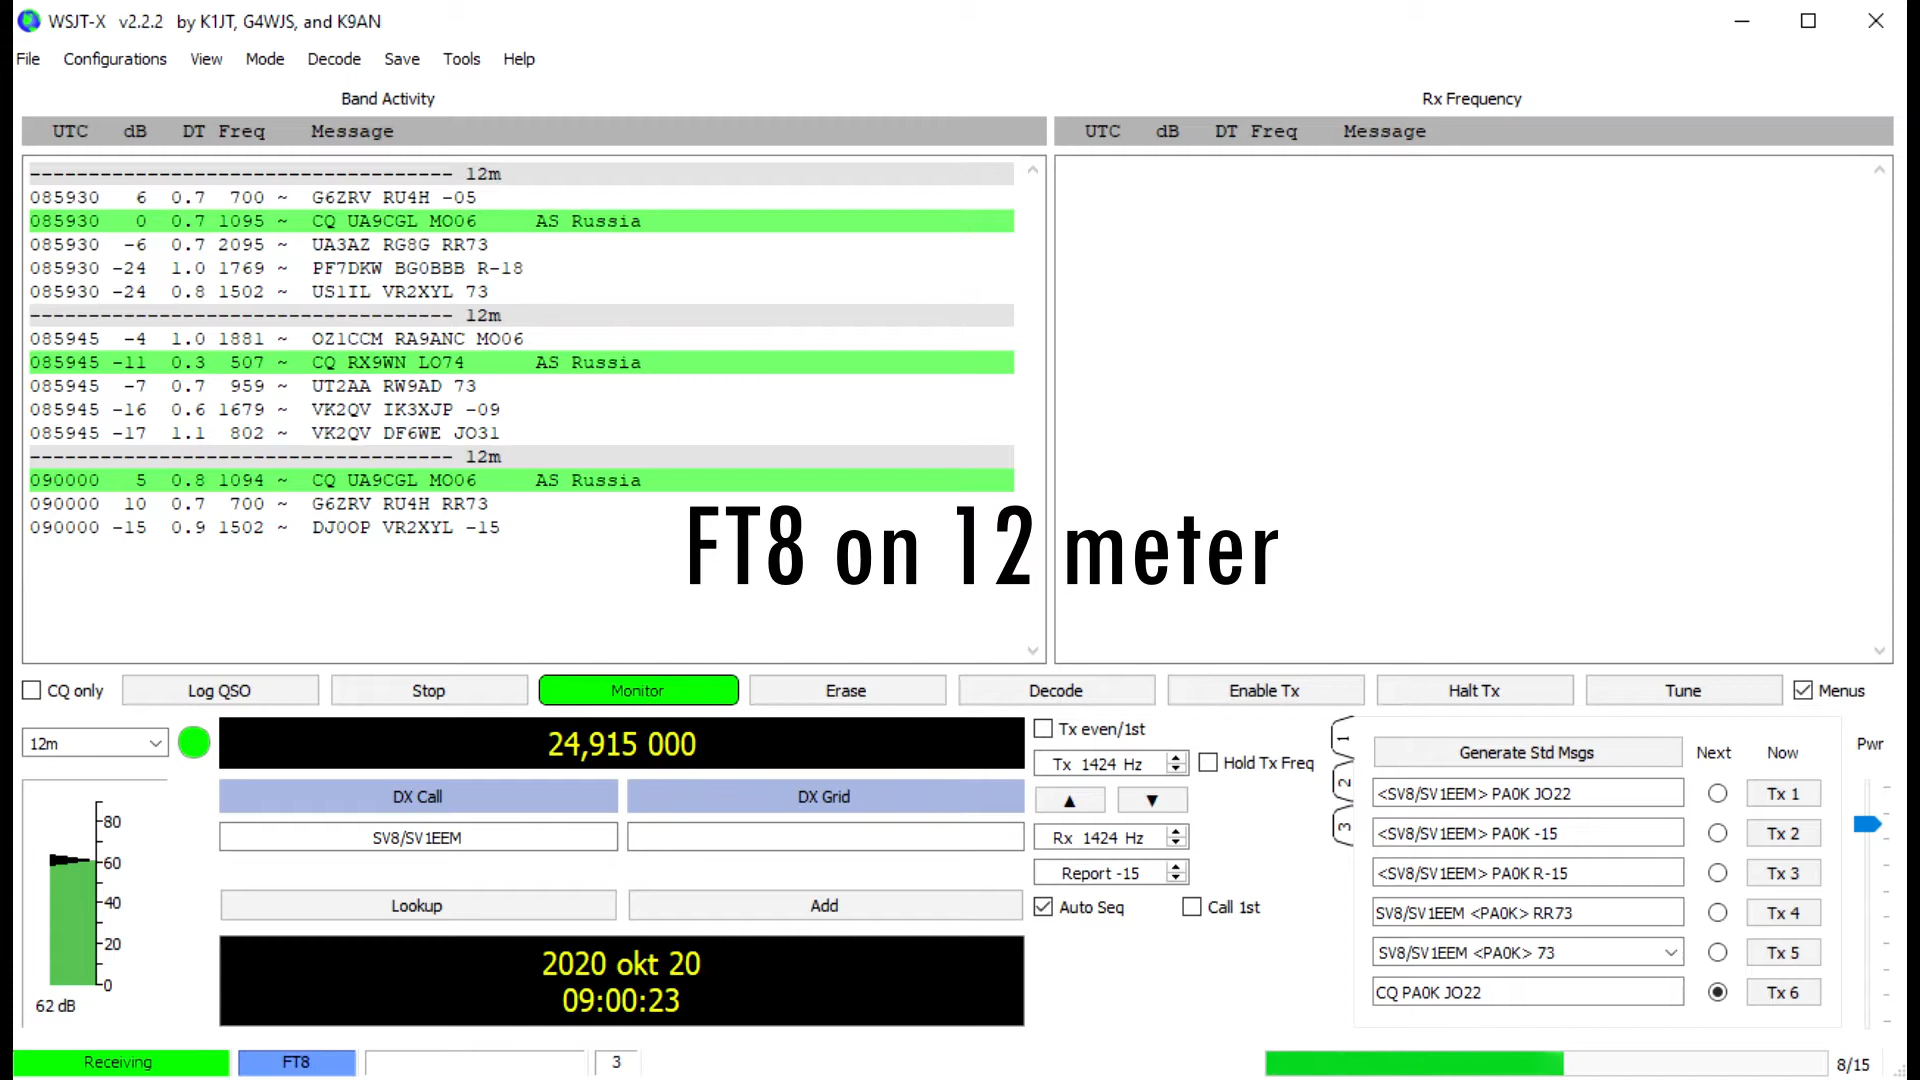 WSJT-X v2.2.2 by K1JT, G4WJS, and K9AN
File Configurations View Mode Decode Save Tools Help
Band Activity
UTC dB DT Freq Message
------------------------------------ 12m
085930 6 0.7 700 ~ G6ZRV RU4H -05
085930 0 0.7 1095 ~ CQ UA9CGL MO06 AS Russia
085930 -6 0.7 2095 ~ UA3AZ RG8G RR73
085930 -24 1.0 1769 ~ PF7DKW BG0BBB R-18
085930 -24 0.8 1502 ~ US1IL VR2XYL 73
------------------------------------ 12m
085945 -4 1.0 1881 ~ OZ1CCM RA9ANC MO06
085945 -11 0.3 507 ~ CQ RX9WN LO74 AS Russia
085945 -7 0.7 959 ~ UT2AA RW9AD 73
085945 -16 0.6 1679 ~ VK2QV IK3XJP -09
085945 -17 1.1 802 ~ VK2QV DF6WE JO31
------------------------------------ 12m
090000 5 0.8 1094 ~ CQ UA9CGL MO06 AS Russia
090000 10 0.7 700 ~ G6ZRV RU4H RR73
090000 -15 0.9 1502 ~ DJ0OP VR2XYL -15
Rx Frequency
UTC dB DT Freq Message
FT8 on 12 meter
CQ only Log QSO Stop Monitor Erase Decode Enable Tx Halt Tx Tune Menus
12m
24,915 000
DX Call DX Grid
SV8/SV1EEM
Lookup Add
2020 okt 20
09:00:23
80
60
40
20
0
62 dB
Tx even/1st
Tx 1424 Hz Hold Tx Freq
▲ ▼
Rx 1424 Hz
Report -15
Auto Seq Call 1st
1
2
3
Generate Std Msgs Next Now
<SV8/SV1EEM> PA0K JO22 Tx 1
<SV8/SV1EEM> PA0K -15 Tx 2
<SV8/SV1EEM> PA0K R-15 Tx 3
SV8/SV1EEM <PA0K> RR73 Tx 4
SV8/SV1EEM <PA0K> 73 Tx 5
CQ PA0K JO22 Tx 6
Pwr
Receiving FT8 3 8/15